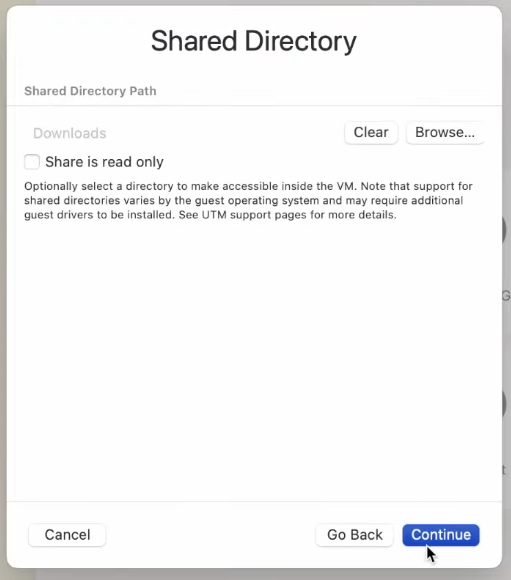 Shared Directory
Shared Directory Path
Downloads
Clear
Browse...
Share is read only
Optionally select a directory to make accessible inside the VM. Note that support for
shared directories varies by the guest operating system and may require additional
guest drivers to be installed. See UTM support pages for more details.
G
t
Cancel
Go Back
Continue